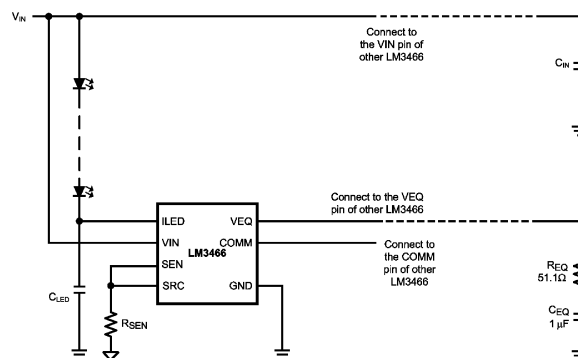 VIN
Connect to
the VIN pin of
other LM3466
CIN
Connect to the VEQ
pin of other LM3466
ILED
VEQ
VIN
COMM
LM3466
SEN
SRC
GND
Connect to
the COMM
pin of other
LM3466
CLED
RSEN
REQ
51.1Ω
CEQ
1 µF